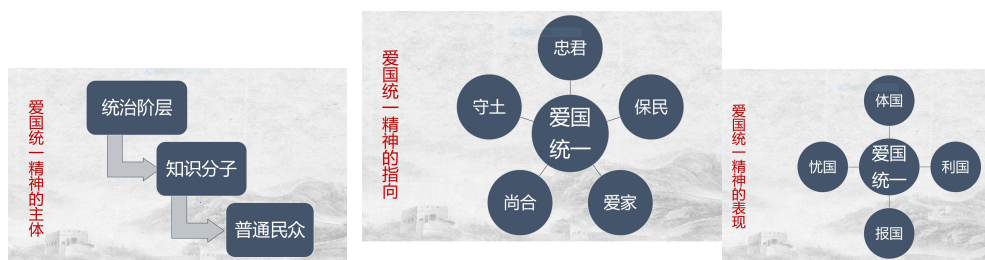 爱国统一精神的主体
统治阶层
知识分子
普通民众
爱国统一精神的指向
忠君
守土
保民
爱国
统一
尚合
爱家
爱国统一精神的表现
体国
忧国
爱国
统一
利国
报国